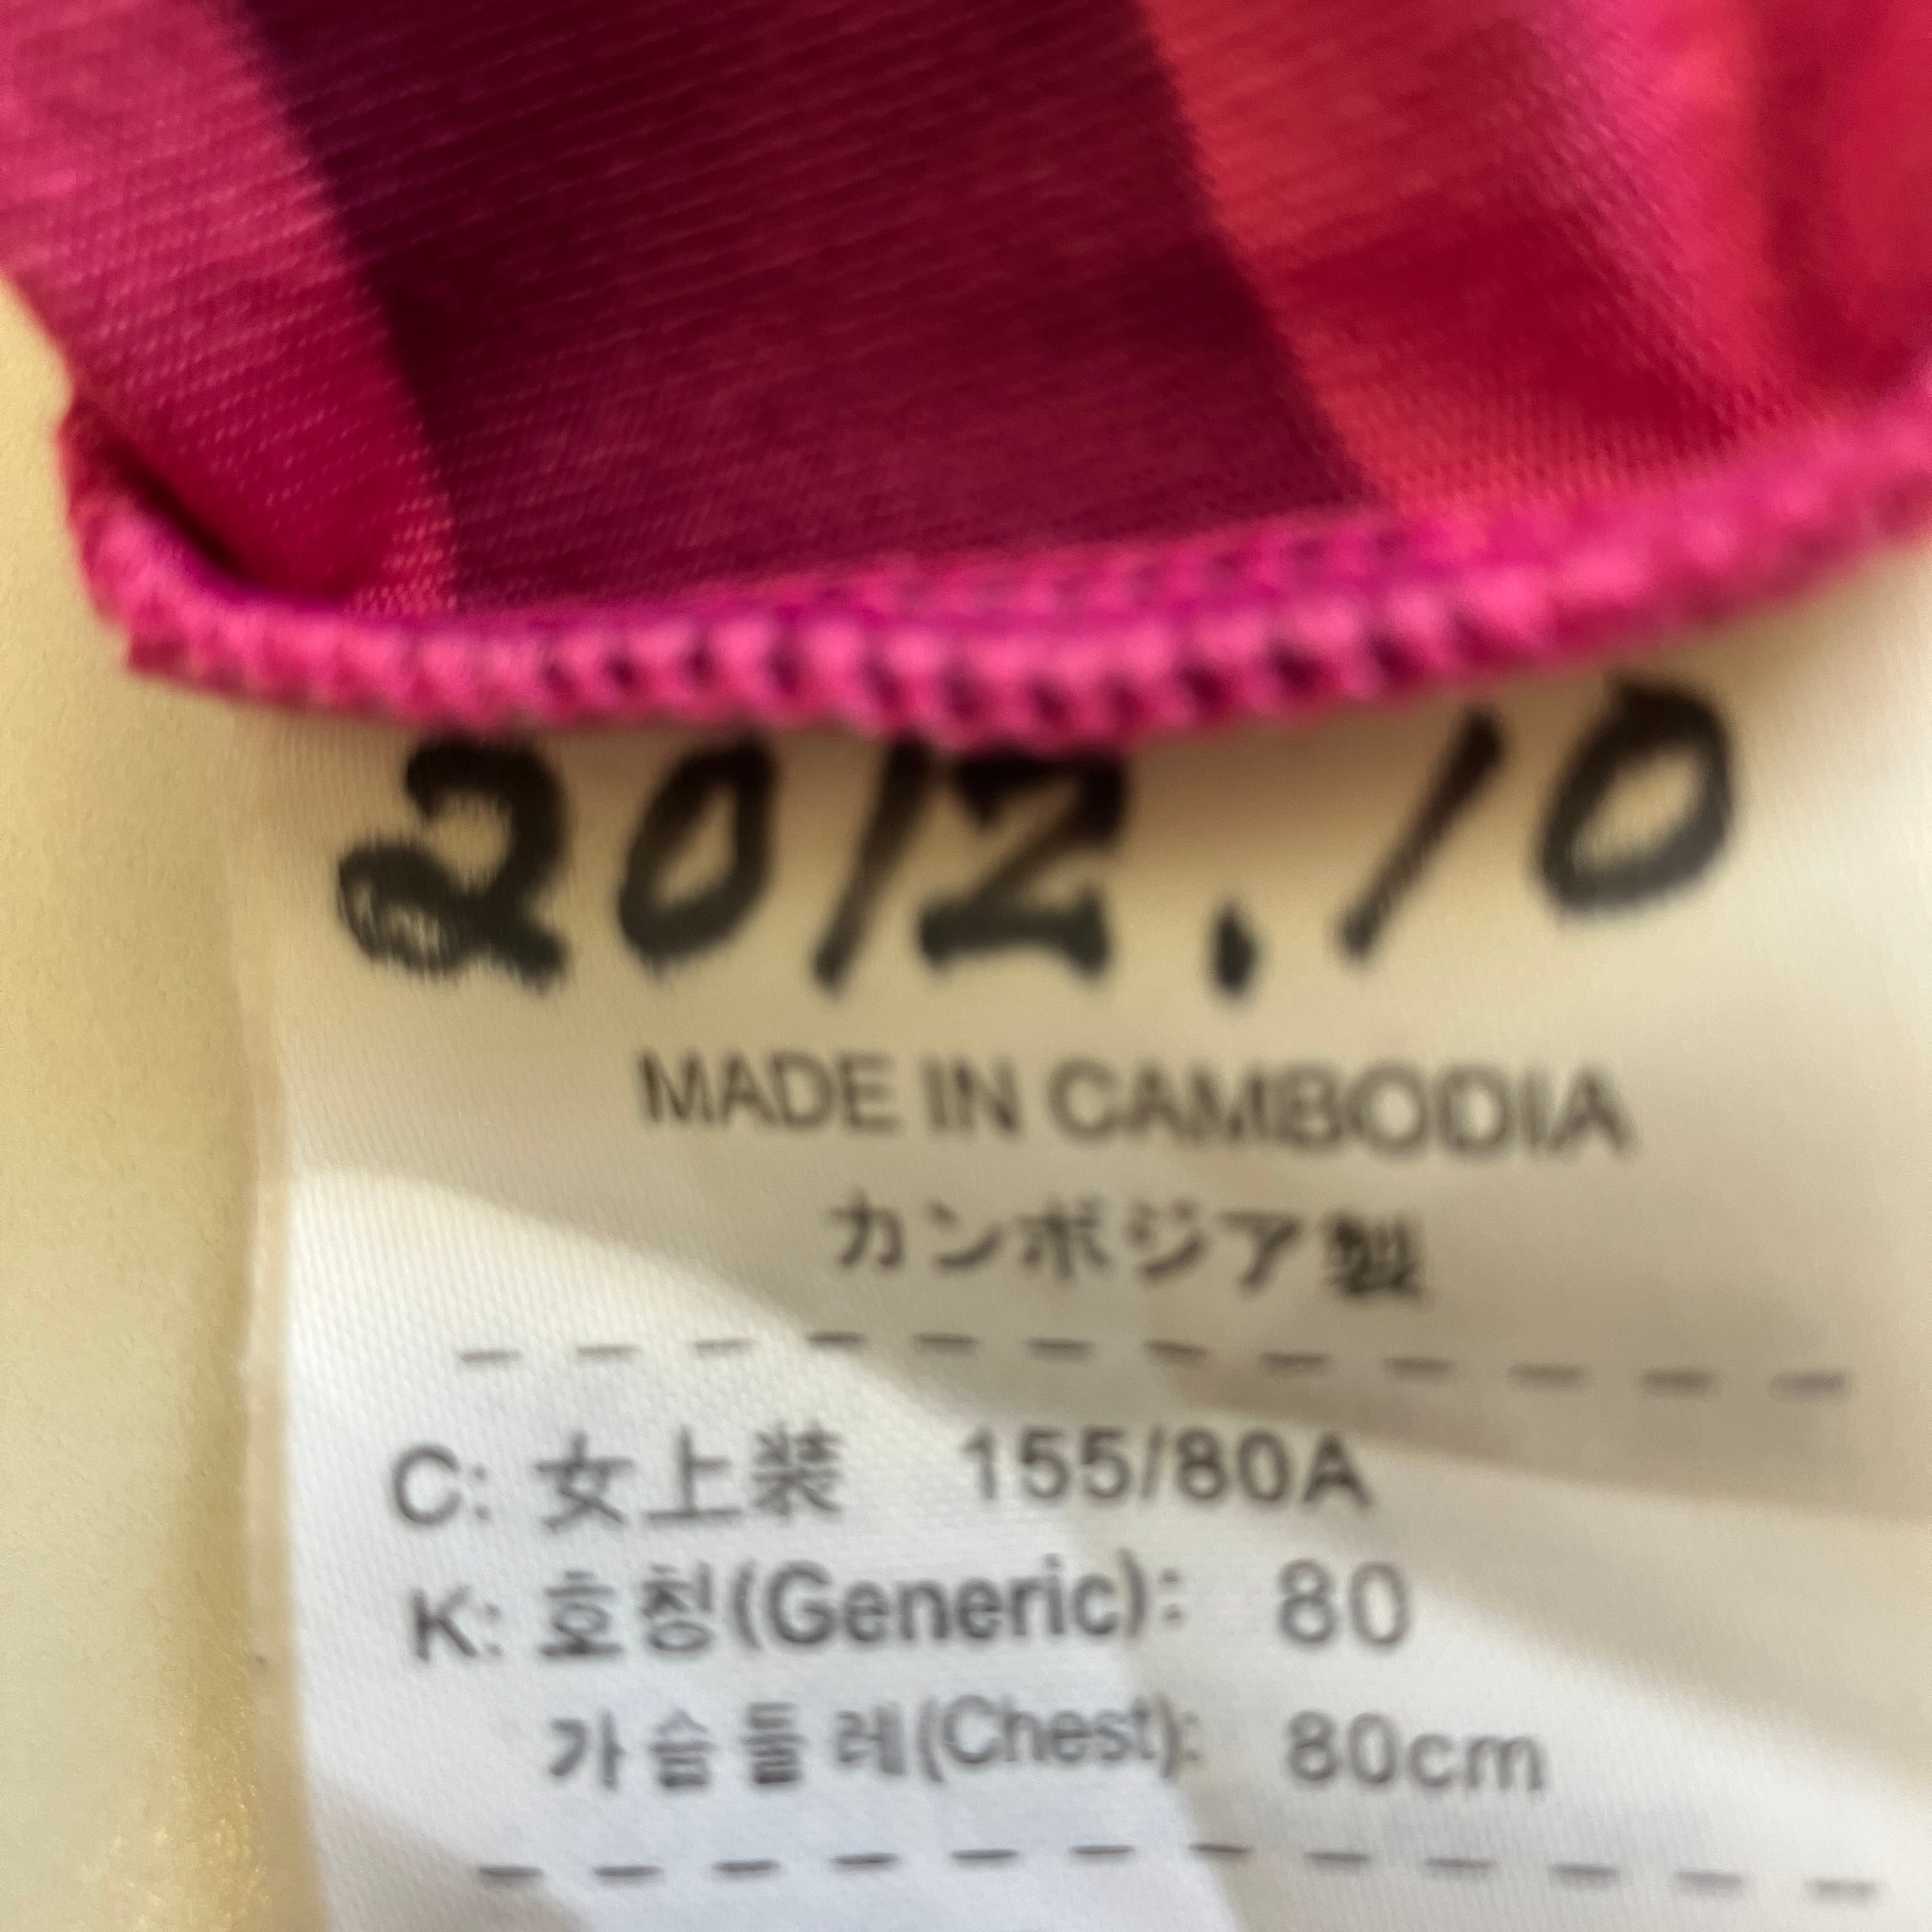 2012.10
MADE IN CAMBODIA
カンボジア製
C: 女上装 155/80A
K: 호칭(Generic): 80
가슴둘레(Chest): 80cm